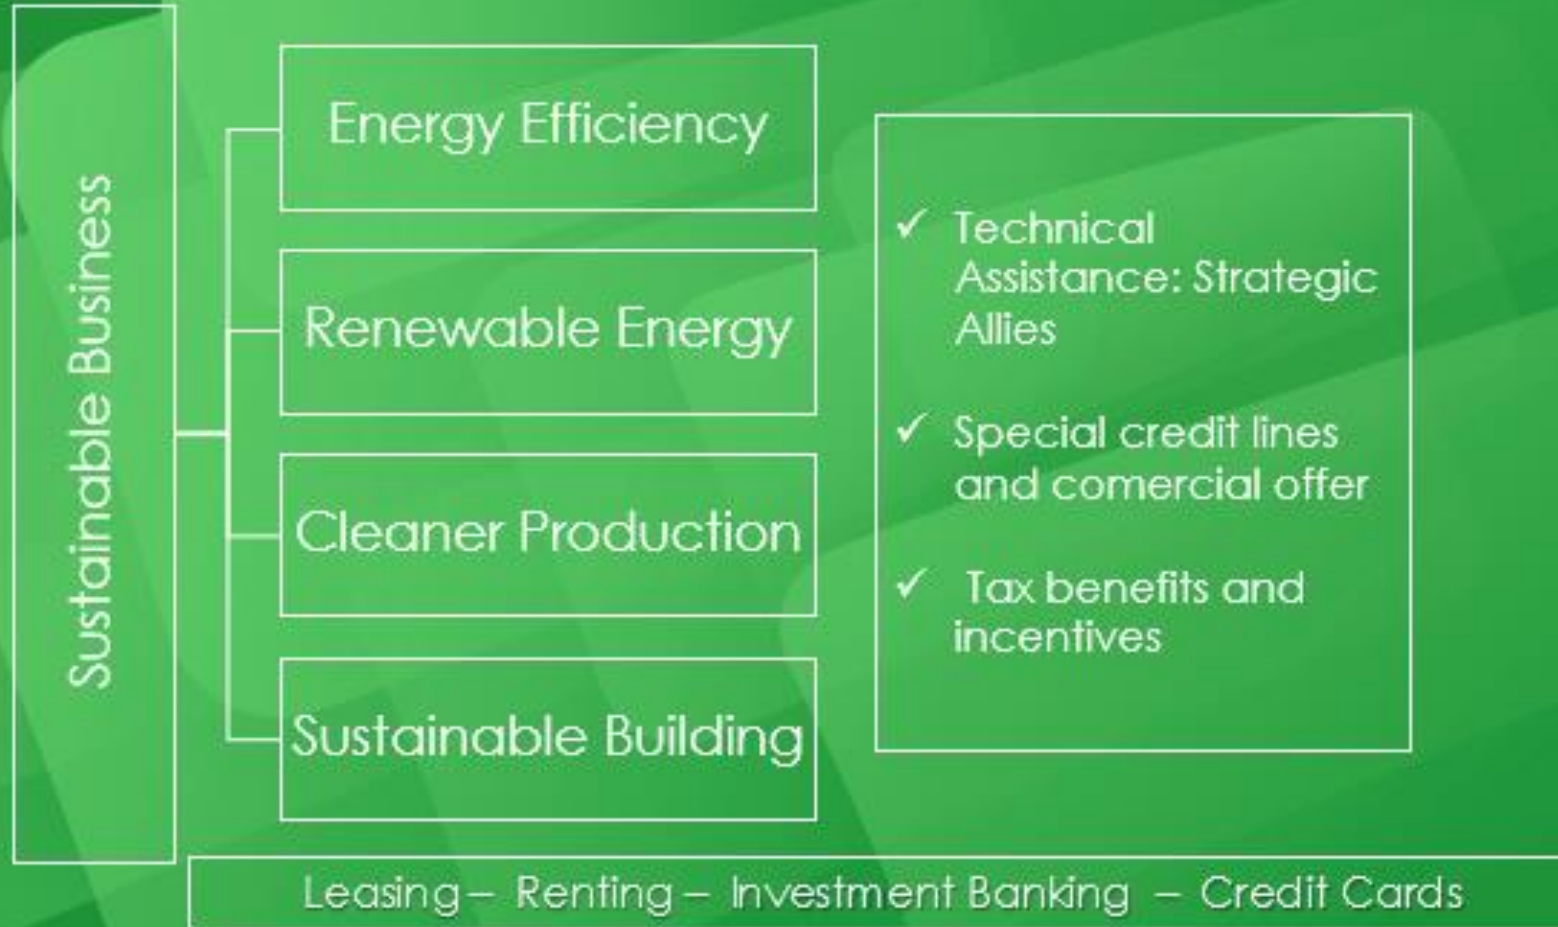 Sustainable Business
Energy Efficiency
Renewable Energy
Cleaner Production
Sustainable Building
✓ Technical
Assistance: Strategic
Allies
✓ Special credit lines
and comercial offer
✓ Tax benefits and
incentives
Leasing – Renting – Investment Banking – Credit Cards